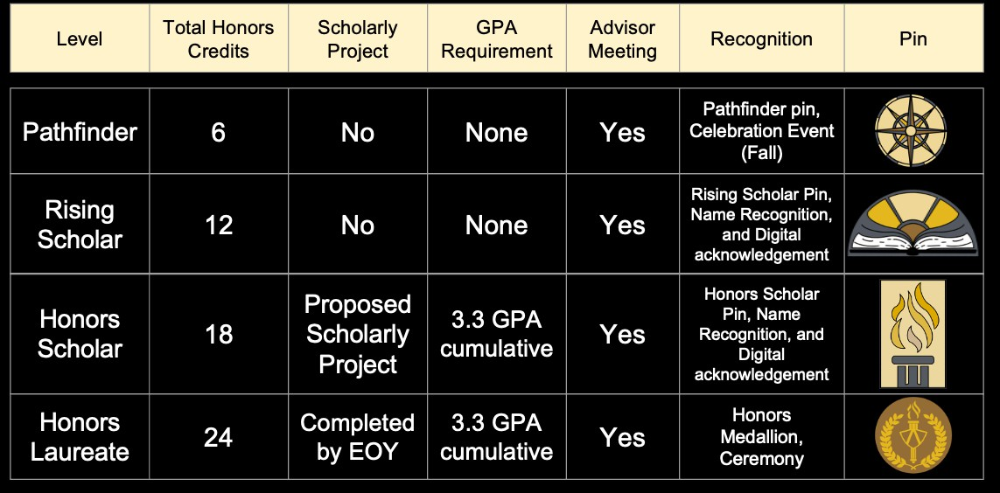 Level
Total Honors
Credits
Scholarly
Project
GPA
Requirement
Advisor
Meeting
Recognition
Pin
Pathfinder
6
No
None
Yes
Pathfinder pin,
Celebration Event
(Fall)
Rising
Scholar
12
No
None
Yes
Rising Scholar Pin,
Name Recognition,
and Digital
acknowledgement
Honors
Scholar
18
Proposed
Scholarly
Project
3.3 GPA
cumulative
Yes
Honors Scholar
Pin, Name
Recognition, and
Digital
acknowledgement
Honors
Laureate
24
Completed
by EOY
3.3 GPA
cumulative
Yes
Honors
Medallion,
Ceremony